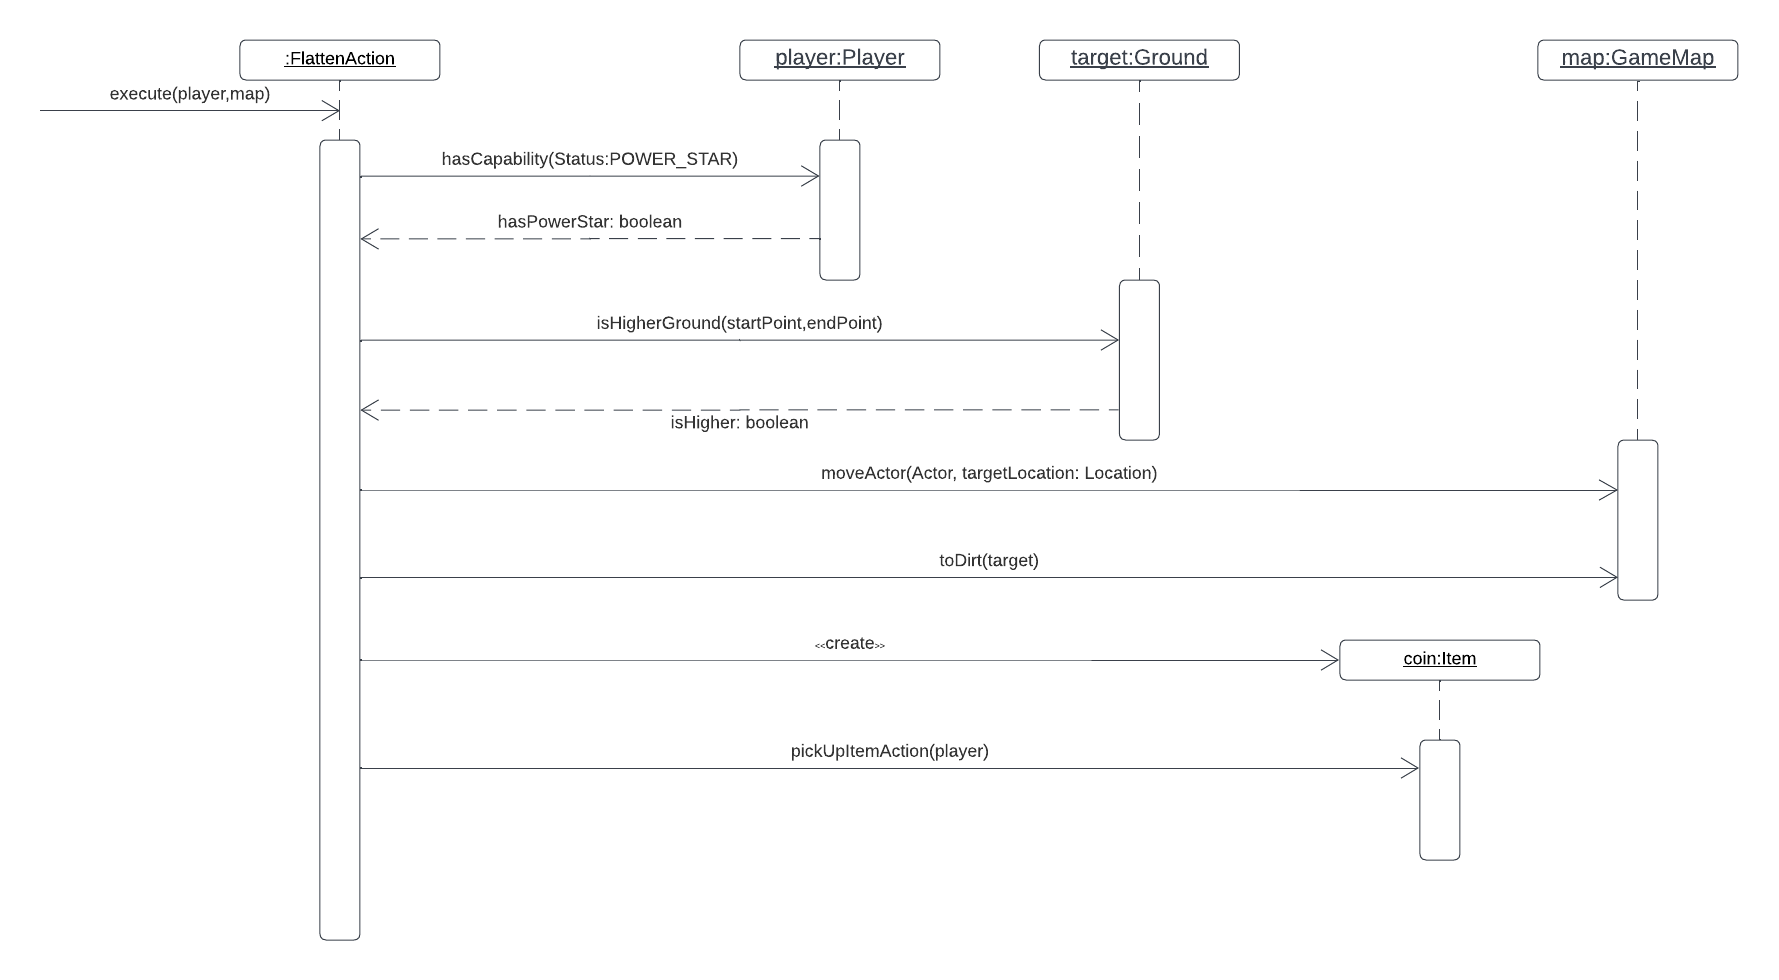 :FlattenAction
player:Player
target:Ground
map:GameMap
execute(player,map)
hasCapability(Status:POWER_STAR)
hasPowerStar: boolean
isHigherGround(startPoint,endPoint)
isHigher: boolean
moveActor(Actor, targetLocation: Location)
toDirt(target)
<<create>>
coin:Item
pickUpItemAction(player)